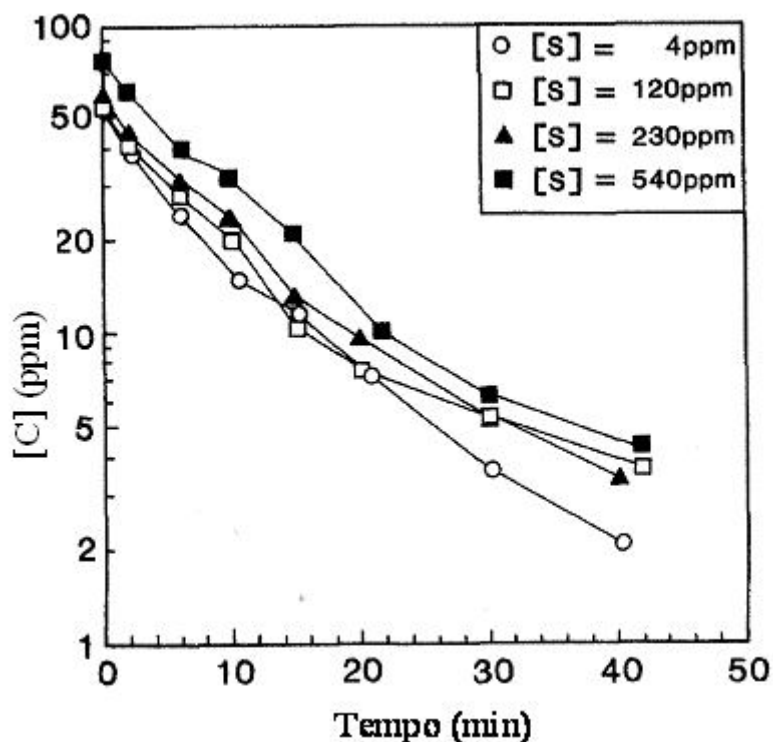 100
50
20
10
5
2
1
[C] (ppm)
[S] = 4ppm
[S] = 120ppm
[S] = 230ppm
[S] = 540ppm
0 10 20 30 40 50
Tempo (min)